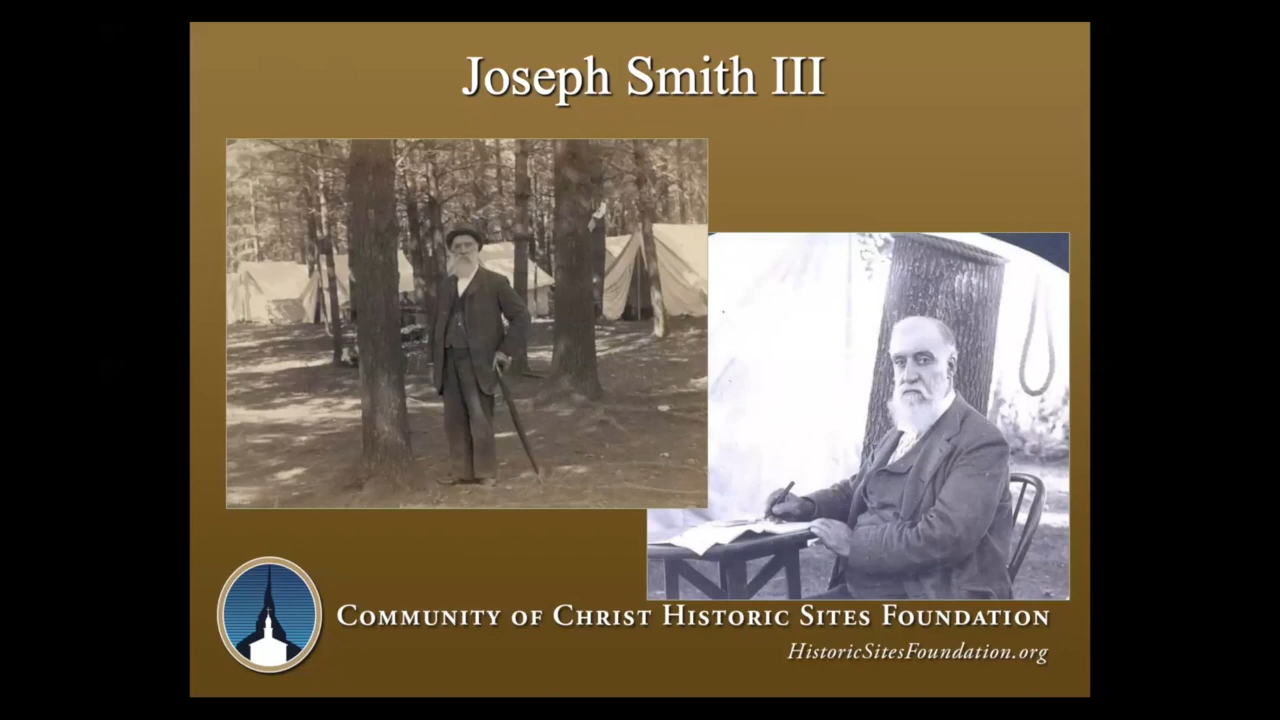 Joseph Smith III
Community of Christ Historic Sites Foundation
HistoricSitesFoundation.org